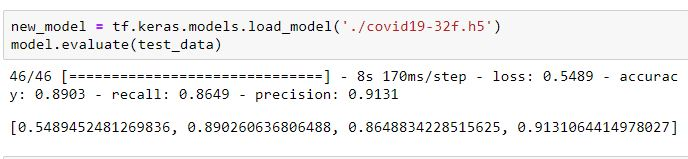 new_model = tf.keras.models.load_model('./covid19-32f.h5')
model.evaluate(test_data)
46/46 [==============================] - 8s 170ms/step - loss: 0.5489 - accurac
y: 0.8903 - recall: 0.8649 - precision: 0.9131
[0.5489452481269836, 0.890260636806488, 0.8648834228515625, 0.9131064414978027]